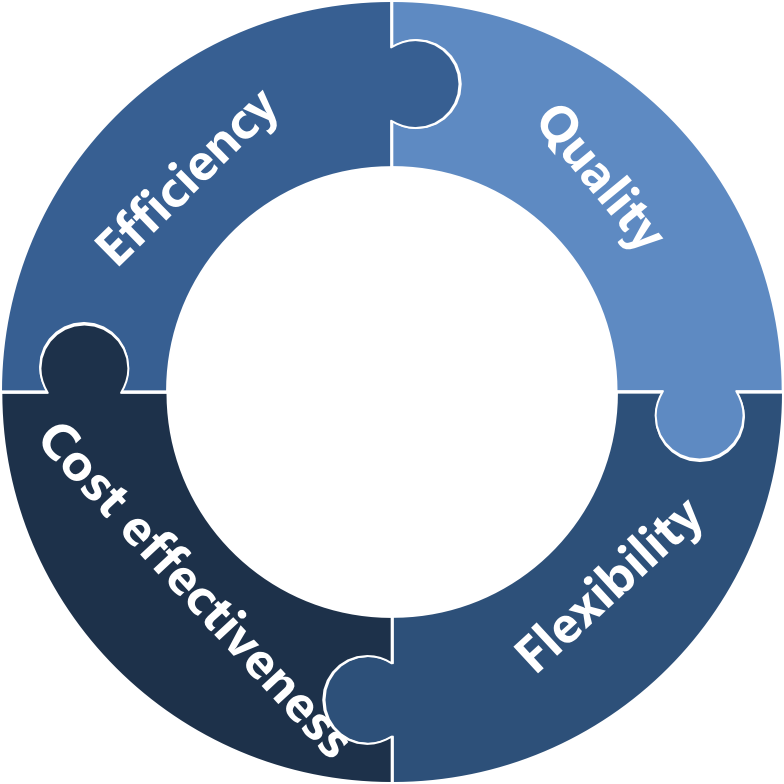 Efficiency
Quality
Cost effectiveness
Flexibility